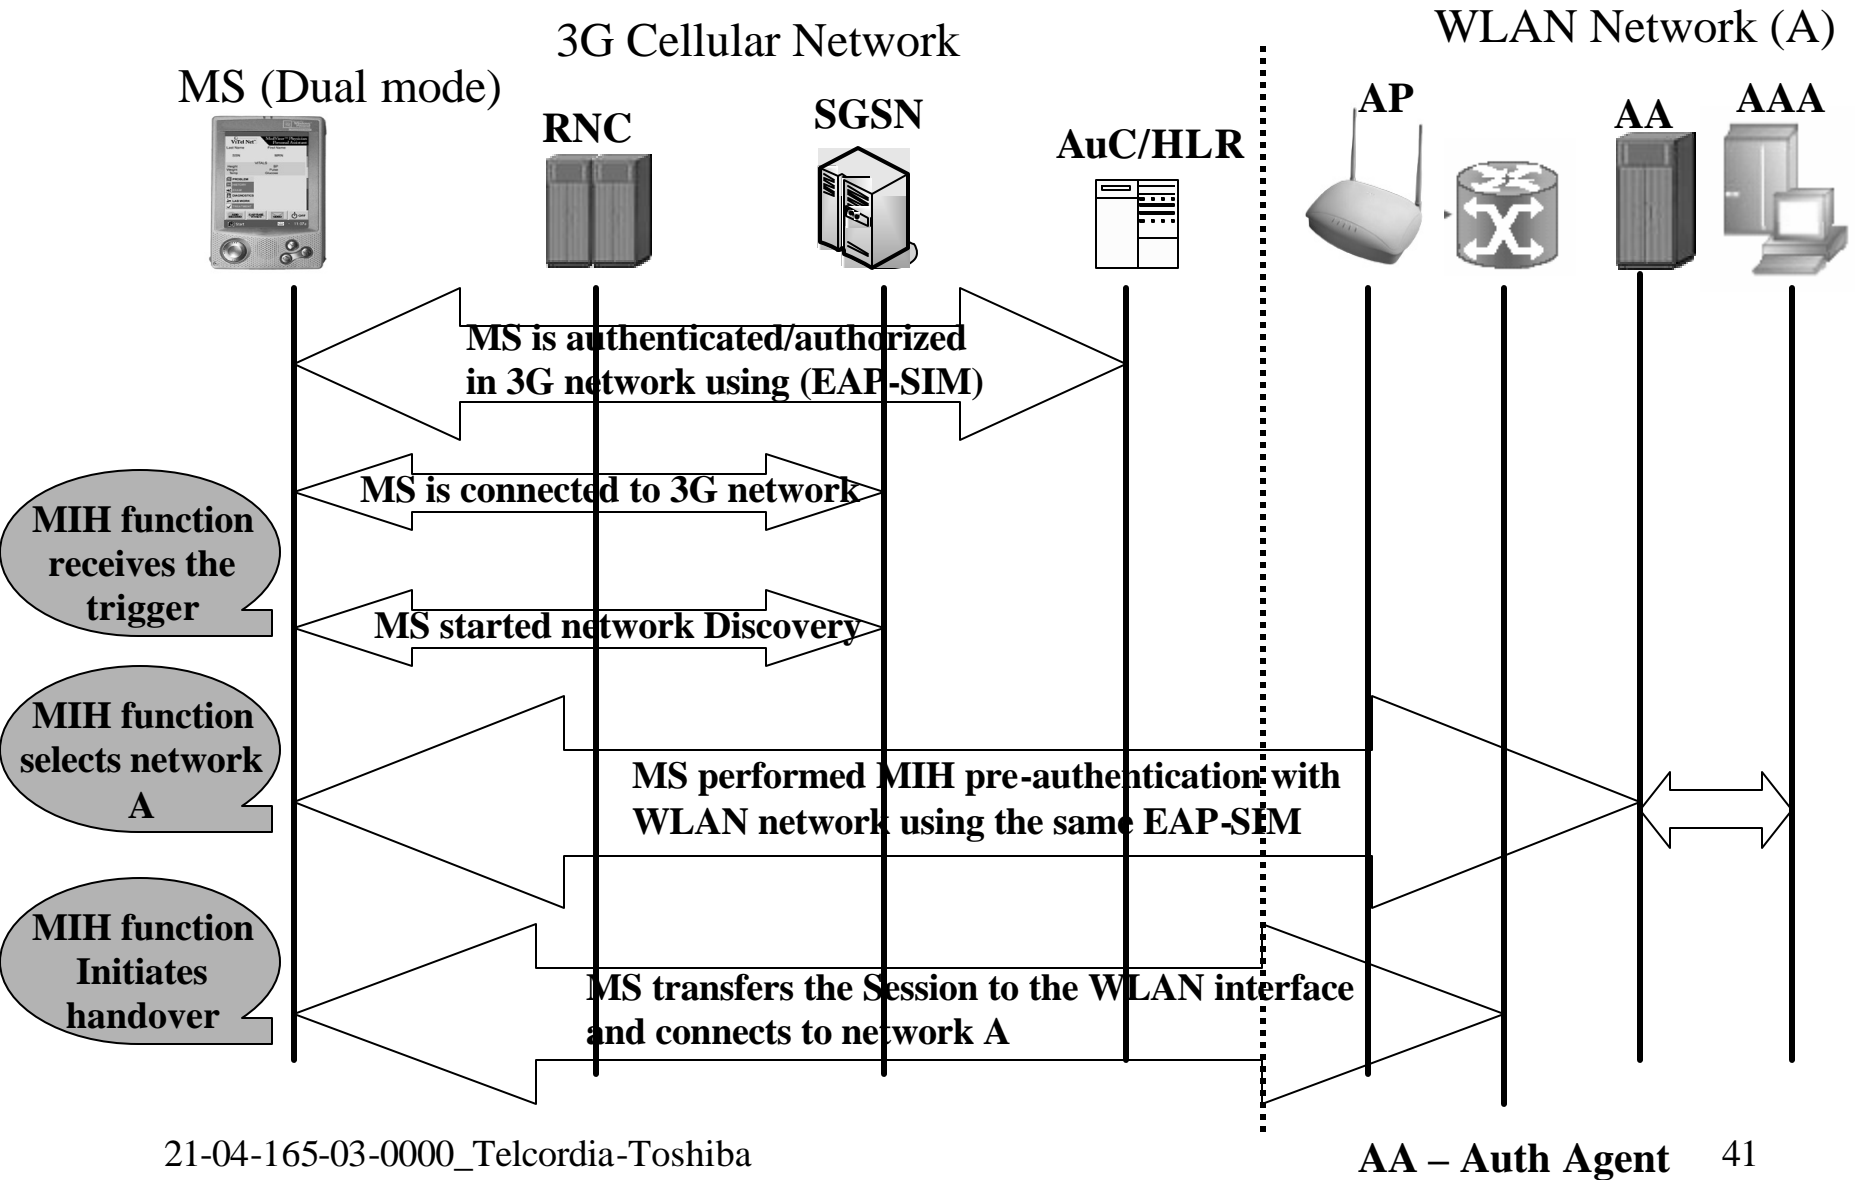 3G Cellular Network
WLAN Network (A)
MS (Dual mode)
RNC
SGSN
AuC/HLR
AP
AA
AAA
MS is authenticated/authorized
in 3G network using (EAP-SIM)
MS is connected to 3G network
MIH function
receives the
trigger
MS started network Discovery
MIH function
selects network
A
MS performed MIH pre-authentication with
WLAN network using the same EAP-SIM
MIH function
Initiates
handover
MS transfers the Session to the WLAN interface
and connects to network A
21-04-165-03-0000_Telcordia-Toshiba
AA – Auth Agent
41